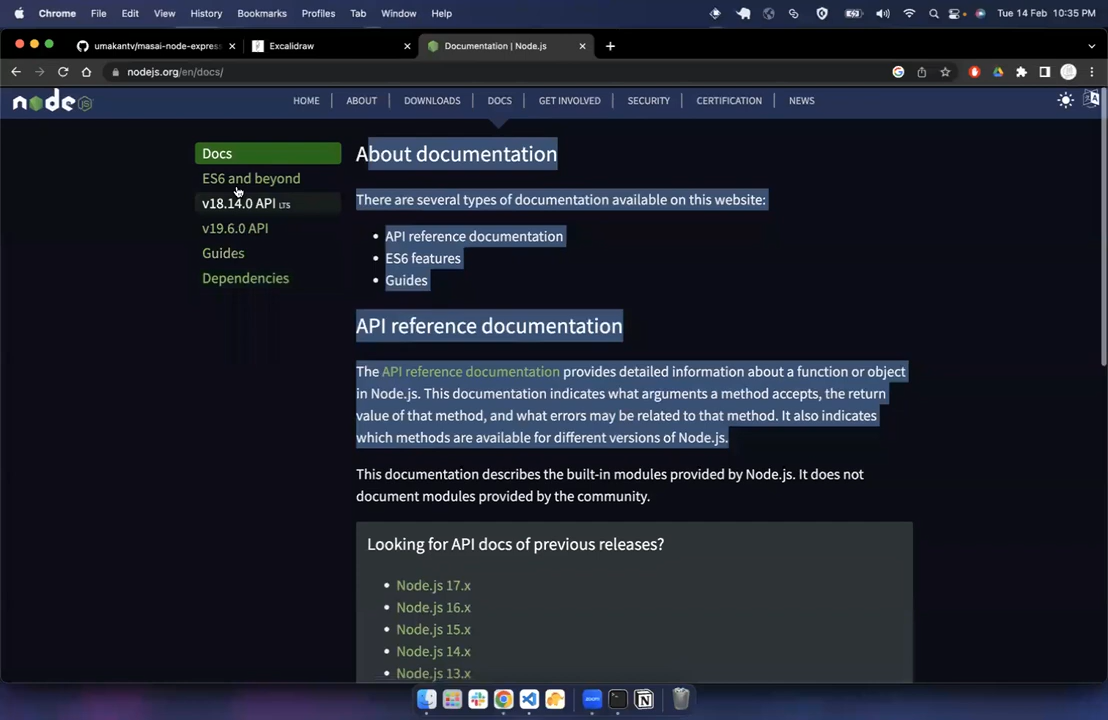 Chrome File Edit View History Bookmarks Profiles Tab Window Help Tue 14 Feb 10:35 PM
umakantv/masai-node-expres Excalidraw Documentation | Node.js
nodejs.org/en/docs/
node JS HOME ABOUT DOWNLOADS DOCS GET INVOLVED SECURITY CERTIFICATION NEWS
Docs
ES6 and beyond
v18.14.0 API LTS
v19.6.0 API
Guides
Dependencies
About documentation
There are several types of documentation available on this website:
• API reference documentation
• ES6 features
• Guides
API reference documentation
The API reference documentation provides detailed information about a function or object
in Node.js. This documentation indicates what arguments a method accepts, the return
value of that method, and what errors may be related to that method. It also indicates
which methods are available for different versions of Node.js.
This documentation describes the built-in modules provided by Node.js. It does not
document modules provided by the community.
Looking for API docs of previous releases?
• Node.js 17.x
• Node.js 16.x
• Node.js 15.x
• Node.js 14.x
• Node.js 13.x
zoom